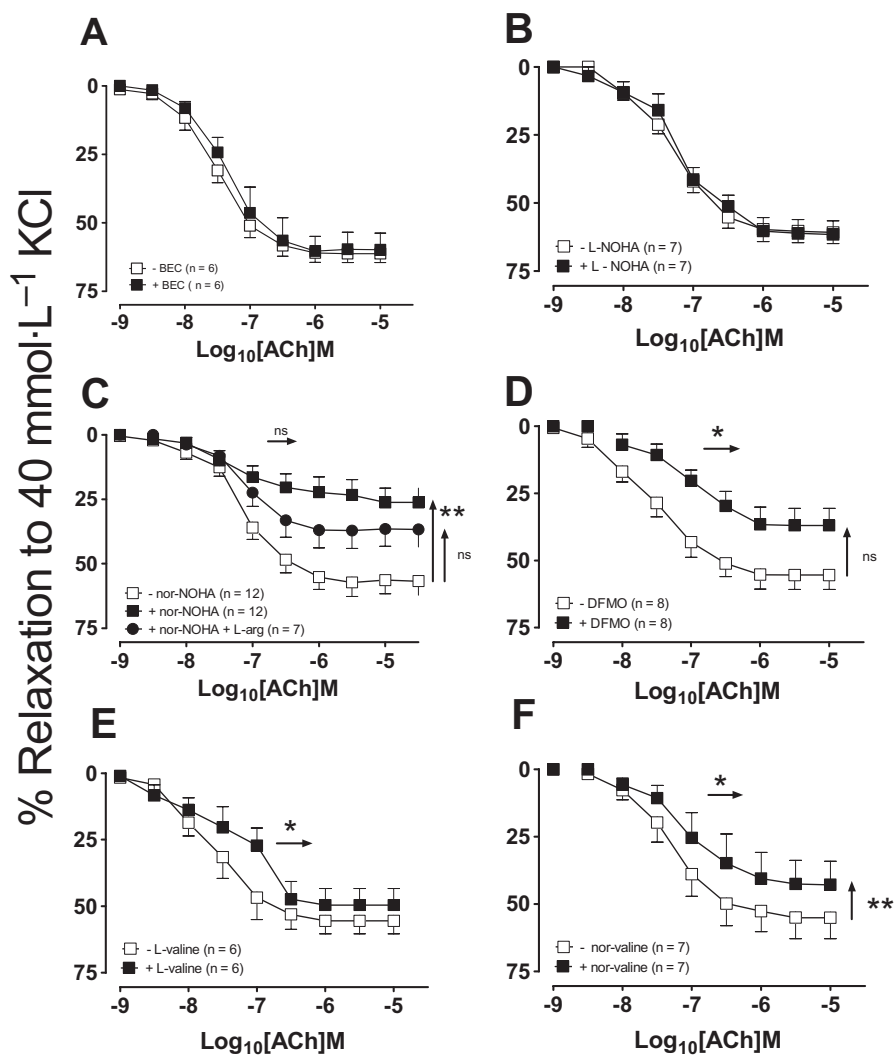 % Relaxation to 40 mmol·L⁻¹ KCl
A
0
25
50
75
- BEC (n = 6)
+ BEC ( n = 6)
-9 -8 -7 -6 -5
Log₁₀[ACh]M
B
0
25
50
75
- L-NOHA (n = 7)
+ L - NOHA (n = 7)
-9 -8 -7 -6 -5
Log₁₀[ACh]M
C
0
25
50
75
ns
**
ns
- nor-NOHA (n = 12)
+ nor-NOHA (n = 12)
+ nor-NOHA + L-arg (n = 7)
-9 -8 -7 -6 -5
Log₁₀[ACh]M
D
0
25
50
75
*
ns
- DFMO (n = 8)
+ DFMO (n = 8)
-9 -8 -7 -6 -5
Log₁₀[ACh]M
E
0
25
50
75
*
- L-valine (n = 6)
+ L-valine (n = 6)
-9 -8 -7 -6 -5
Log₁₀[ACh]M
F
0
25
50
75
*
**
- nor-valine (n = 7)
+ nor-valine (n = 7)
-9 -8 -7 -6 -5
Log₁₀[ACh]M